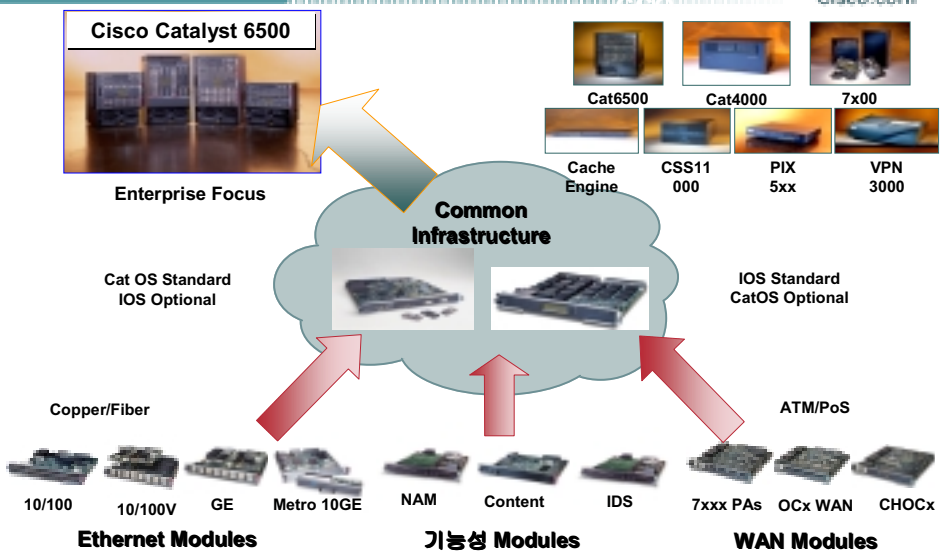 Cisco.com
Cisco Catalyst 6500
Enterprise Focus
Cat6500
Cat4000
7x00
Cache
Engine
CSS11
000
PIX
5xx
VPN
3000
Common
Infrastructure
Cat OS Standard
IOS Optional
IOS Standard
CatOS Optional
Copper/Fiber
ATM/PoS
10/100
10/100V
GE
Metro 10GE
NAM
Content
IDS
7xxx PAs
OCx WAN
CHOCx
Ethernet Modules
기능성 Modules
WAN Modules